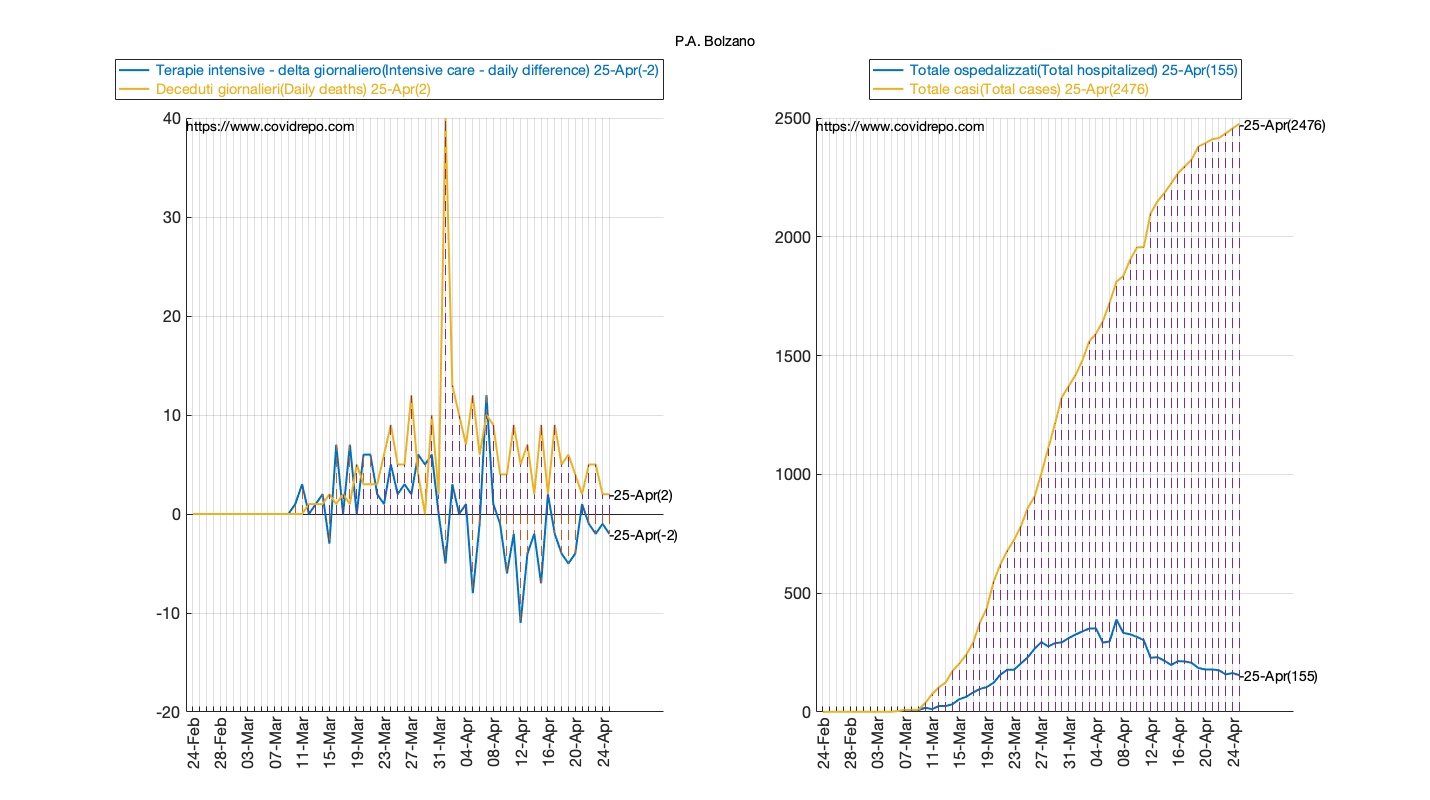 P.A. Bolzano
Terapie intensive - delta giornaliero(Intensive care - daily difference) 25-Apr(-2)
Deceduti giornalieri(Daily deaths) 25-Apr(2)
https://www.covidrepo.com
40
30
20
10
0
-10
-20
-25-Apr(2)
-25-Apr(-2)
24-Feb
28-Feb
03-Mar
07-Mar
11-Mar
15-Mar
19-Mar
23-Mar
27-Mar
31-Mar
04-Apr
08-Apr
12-Apr
16-Apr
20-Apr
24-Apr
Totale ospedalizzati(Total hospitalized) 25-Apr(155)
Totale casi(Total cases) 25-Apr(2476)
https://www.covidrepo.com
2500
2000
1500
1000
500
0
-25-Apr(2476)
-25-Apr(155)
24-Feb
28-Feb
03-Mar
07-Mar
11-Mar
15-Mar
19-Mar
23-Mar
27-Mar
31-Mar
04-Apr
08-Apr
12-Apr
16-Apr
20-Apr
24-Apr